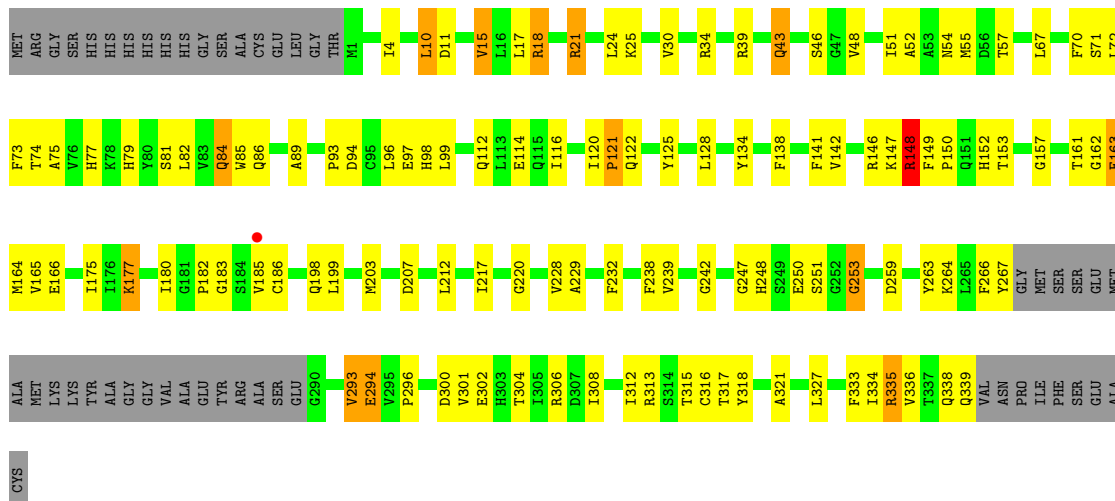 MET ARG GLY SER HIS HIS HIS HIS HIS HIS GLY SER ALA CYS GLU LEU GLY THR M1 I4 L10 D11 V15 L16 L17 R18 R21 L24 K25 V30 R34 R39 Q43 S46 G47 V48 I51 A52 A53 N54 M55 D56 T57 L67 F70 S71
F73 T74 A75 V76 H77 K78 H79 Y80 S81 L82 V83 Q84 W85 Q86 A89 P93 D94 C95 L96 E97 H98 L99 Q112 L113 E114 Q115 I116 I120 P121 Q122 Y125 L128 Y134 F138 F141 V142 R146 K147 R148 F149 P150 Q151 H152 T153 G157 T161 G162 E163
M164 V165 E166 I175 I176 K177 I180 G181 P182 G183 S184 V185 C186 Q198 L199 M203 D207 L212 I217 G220 V228 A229 F232 F238 V239 G242 G247 H248 S249 E250 S251 G252 G253 D259 Y263 K264 L265 F266 Y267 GLY MET SER SER GLU MET
ALA MET LYS LYS TYR ALA GLY GLY VAL ALA GLU TYR ARG ALA SER GLU G290 V293 E294 V295 P296 D300 V301 E302 H303 T304 I305 R306 D307 I308 I312 R313 S314 T315 C316 T317 Y318 A321 L327 F333 I334 R335 V336 T337 Q338 Q339 VAL ASN PRO ILE PHE SER GLU ALA
CYS